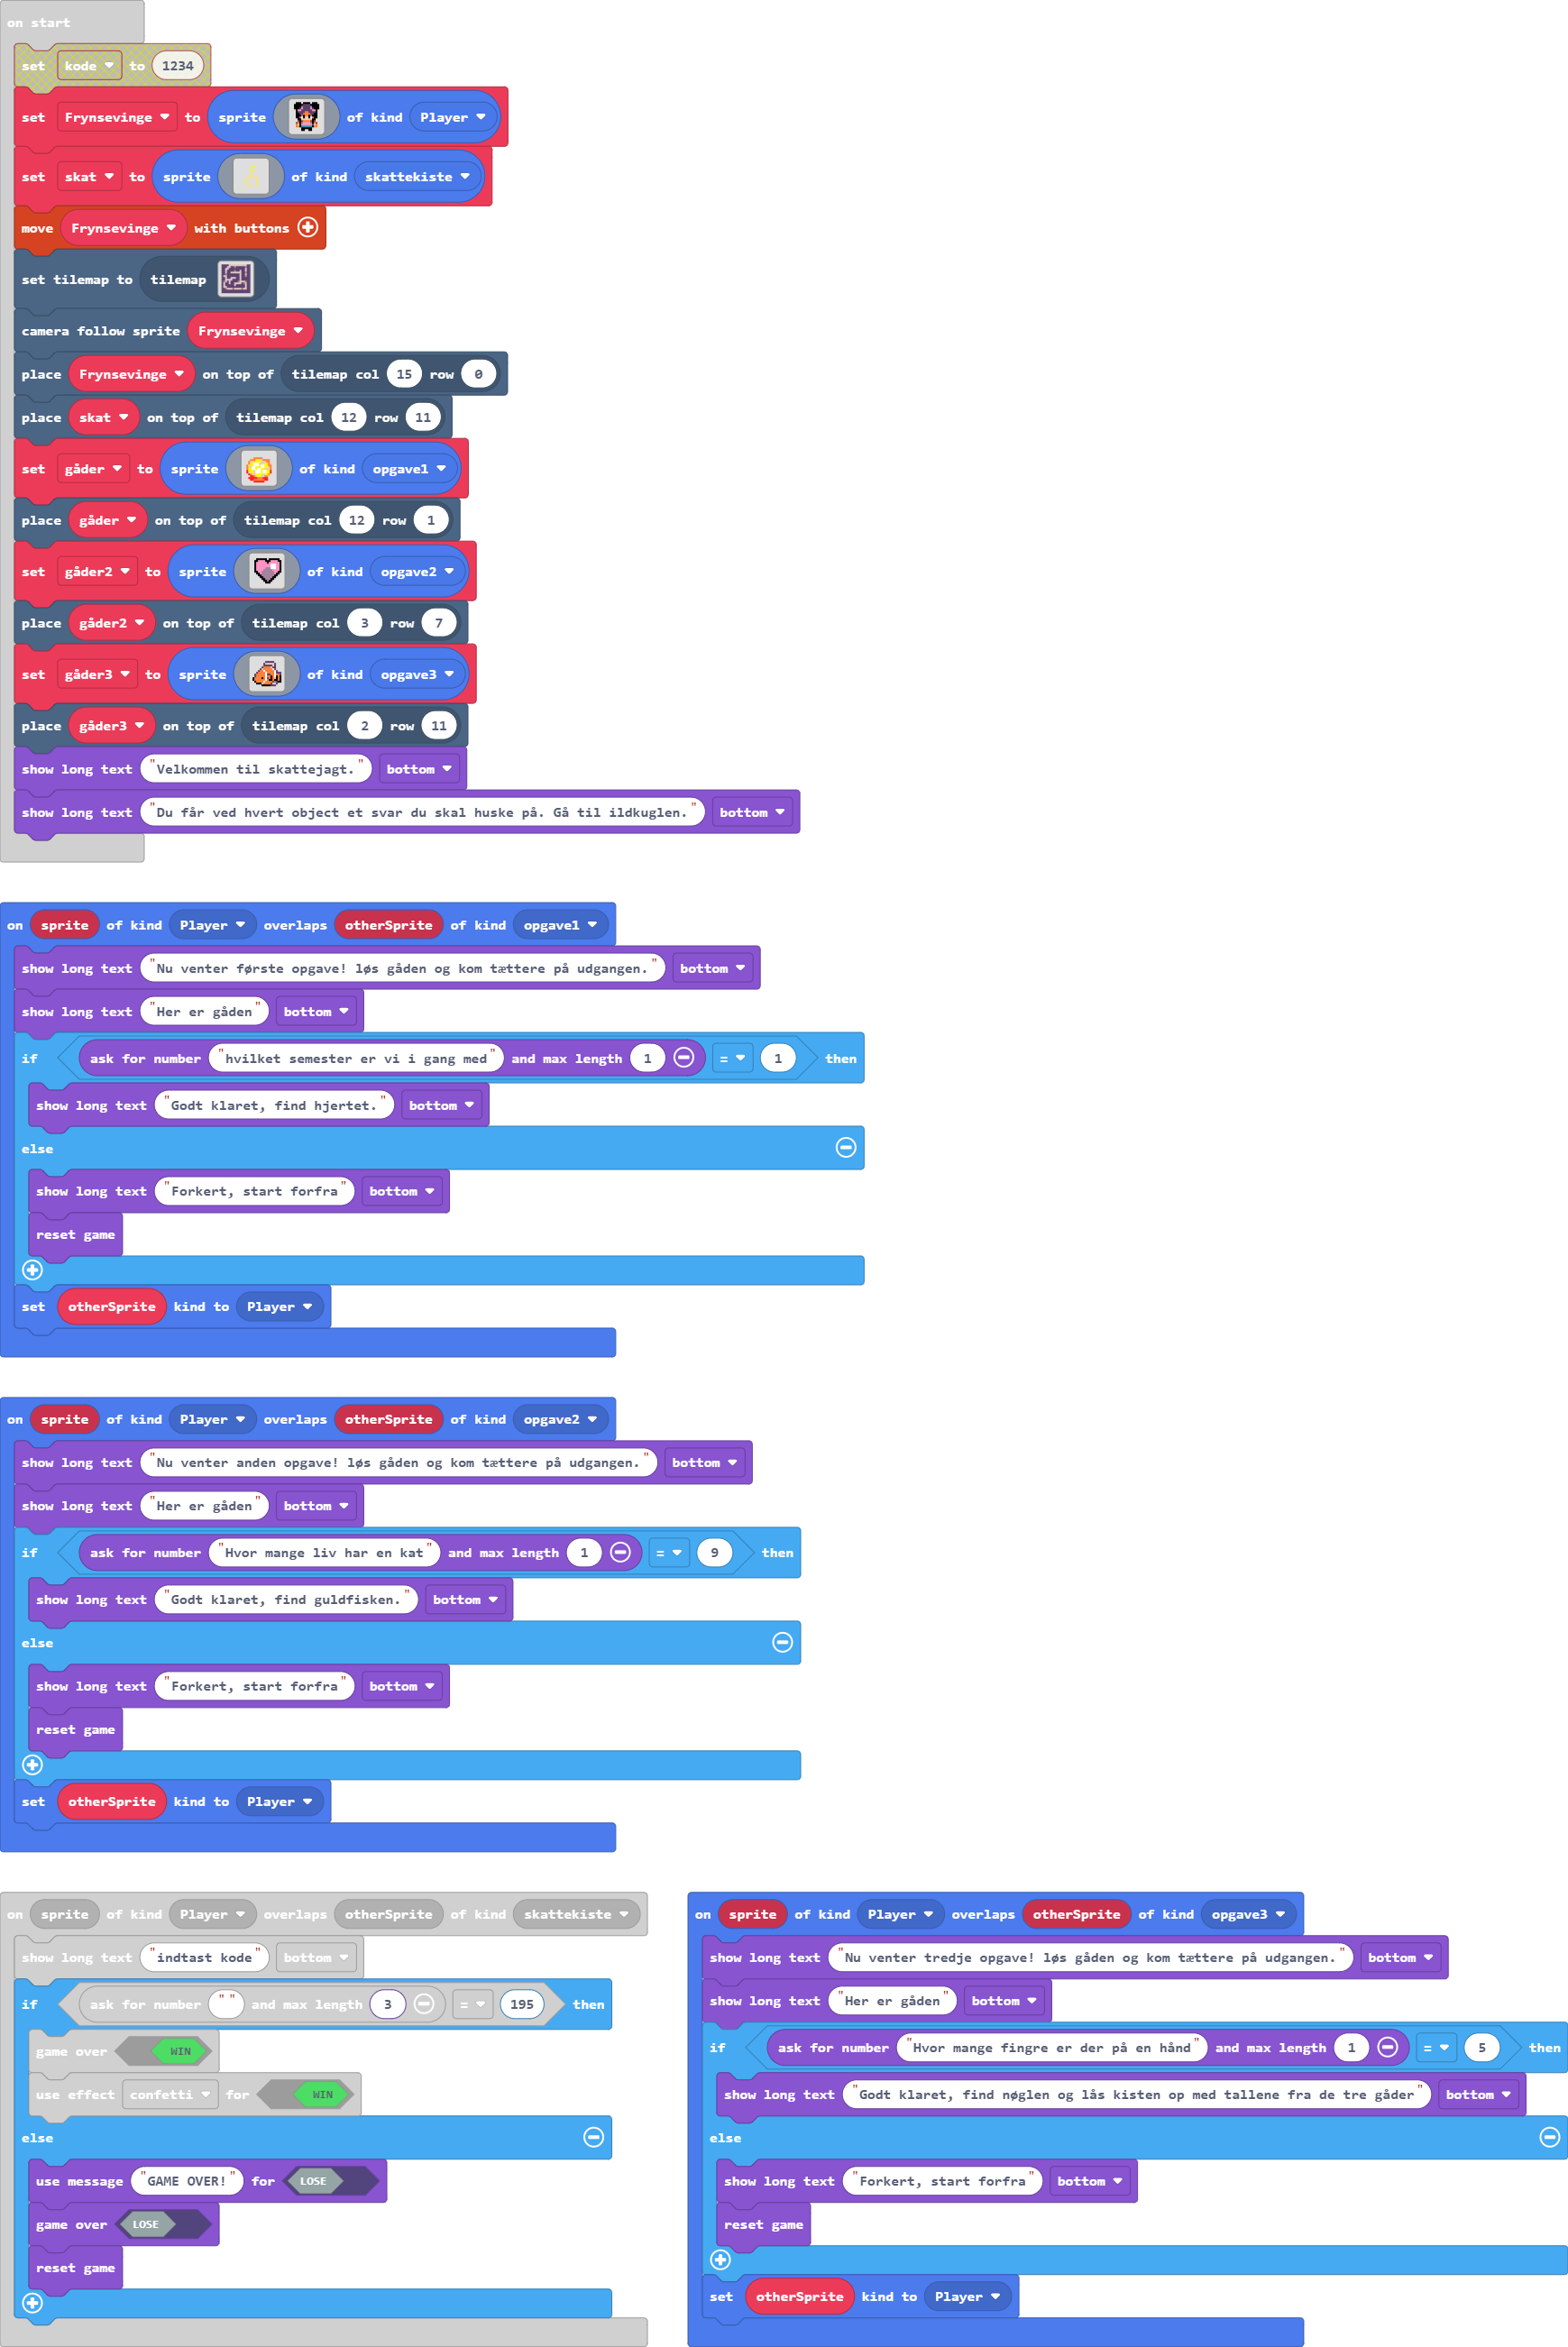 on start
set kode to 1234
set Frynsevinge to sprite of kind Player
set skat to sprite of kind skattekiste
move Frynsevinge with buttons
set tilemap to tilemap
camera follow sprite Frynsevinge
place Frynsevinge on top of tilemap col 15 row 0
place skat on top of tilemap col 12 row 11
set gåder to sprite of kind opgave1
place gåder on top of tilemap col 12 row 1
set gåder2 to sprite of kind opgave2
place gåder2 on top of tilemap col 3 row 7
set gåder3 to sprite of kind opgave3
place gåder3 on top of tilemap col 2 row 11
show long text "Velkommen til skattejagt." bottom
show long text "Du får ved hvert object et svar du skal huske på. Gå til ildkuglen." bottom
on sprite of kind Player overlaps otherSprite of kind opgave1
show long text "Nu venter første opgave! løs gåden og kom tættere på udgangen." bottom
show long text "Her er gåden" bottom
if ask for number "hvilket semester er vi i gang med" and max length 1 = 1 then
show long text "Godt klaret, find hjertet." bottom
else
show long text "Forkert, start forfra" bottom
reset game
set otherSprite kind to Player
on sprite of kind Player overlaps otherSprite of kind opgave2
show long text "Nu venter anden opgave! løs gåden og kom tættere på udgangen." bottom
show long text "Her er gåden" bottom
if ask for number "Hvor mange liv har en kat" and max length 1 = 9 then
show long text "Godt klaret, find guldfisken." bottom
else
show long text "Forkert, start forfra" bottom
reset game
set otherSprite kind to Player
on sprite of kind Player overlaps otherSprite of kind skattekiste
show long text "indtast kode" bottom
if ask for number "" and max length 3 = 195 then
game over WIN
use effect confetti for WIN
else
use message "GAME OVER!" for LOSE
game over LOSE
reset game
on sprite of kind Player overlaps otherSprite of kind opgave3
show long text "Nu venter tredje opgave! løs gåden og kom tættere på udgangen." bottom
show long text "Her er gåden" bottom
if ask for number "Hvor mange fingre er der på en hånd" and max length 1 = 5 then
show long text "Godt klaret, find nøglen og lås kisten op med tallene fra de tre gåder" bottom
else
show long text "Forkert, start forfra" bottom
reset game
set otherSprite kind to Player